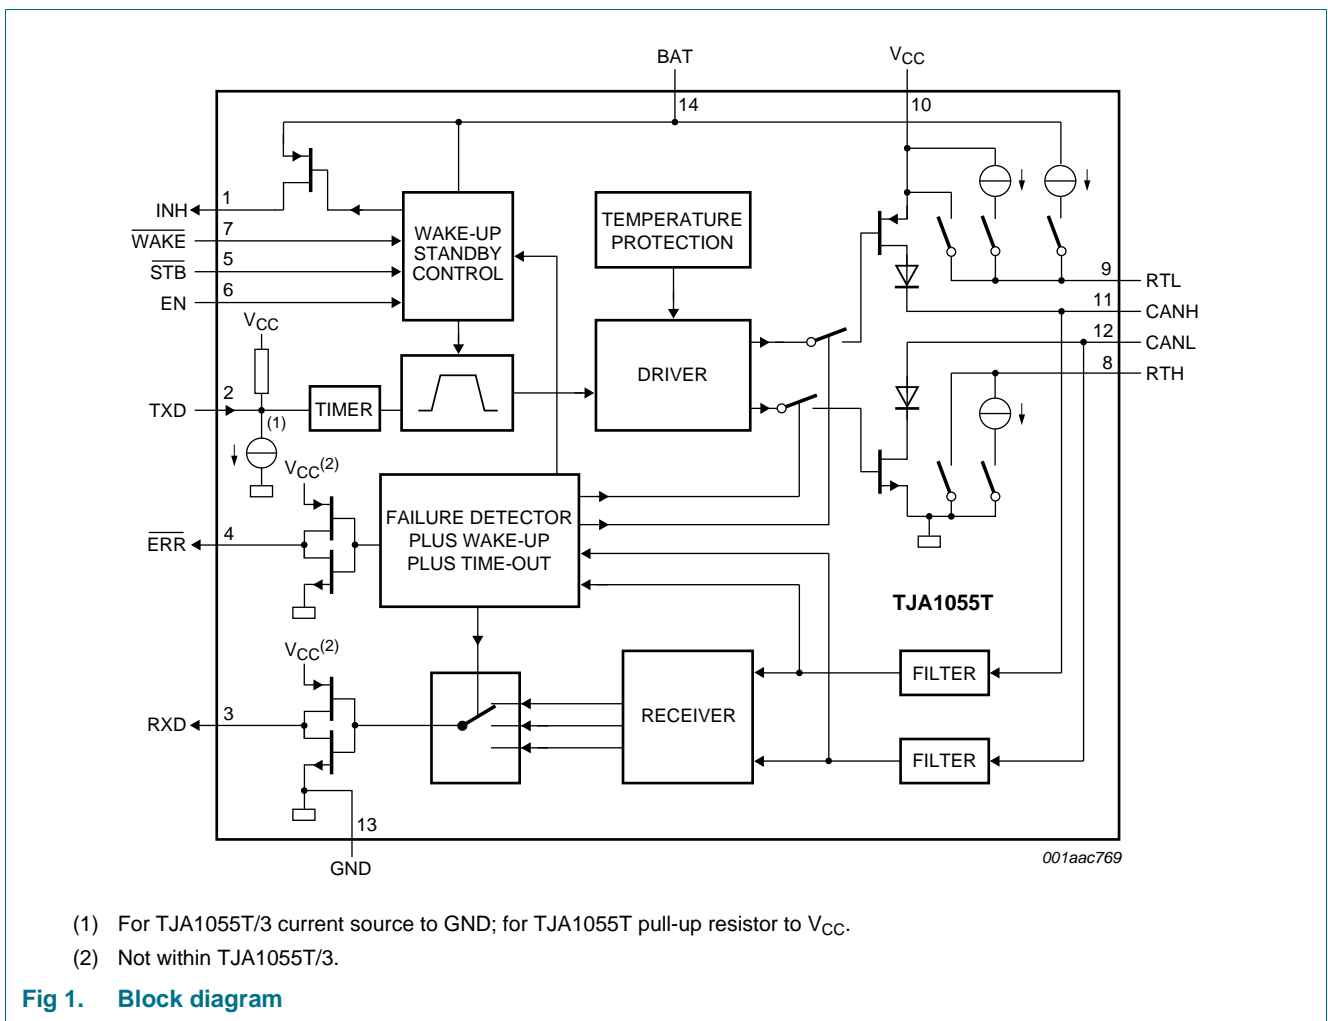 BAT
VCC
14
10
INH
1
WAKE
7
STB
5
EN
6
WAKE-UP
STANDBY
CONTROL
TEMPERATURE
PROTECTION
9
RTL
11
CANH
12
CANL
8
RTH
VCC
TXD
2
(1)
TIMER
DRIVER
VCC(2)
ERR
4
FAILURE DETECTOR
PLUS WAKE-UP
PLUS TIME-OUT
TJA1055T
VCC(2)
RXD
3
RECEIVER
FILTER
FILTER
13
GND
001aac769
(1) For TJA1055T/3 current source to GND; for TJA1055T pull-up resistor to VCC.
(2) Not within TJA1055T/3.
Fig 1. Block diagram